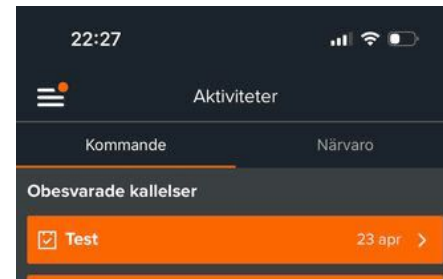 22:27
Aktiviteter
Kommande Närvaro
Obesvarade kallelser
Test 23 apr